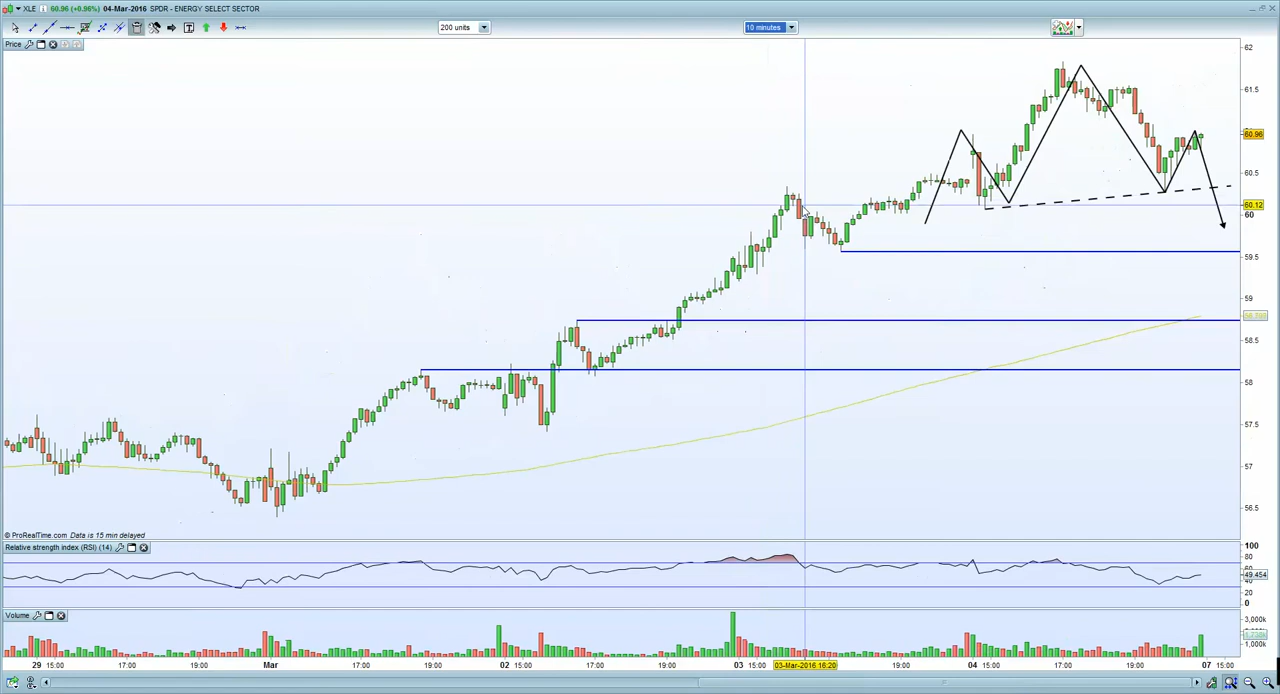 XLE 60.96 (+0.96%) 04-Mar-2016 SPDR - ENERGY SELECT SECTOR
200 units
10 minutes
Price
62
61.5
60.96
60.5
60.12
60
59.5
59
58.5
58
57.5
57
56.5
© ProRealTime.com Data is 15 min delayed
Relative strength index (RSI) (14)
100
80
49.454
40
20
0
Volume
3,000k
1,000k
29 15:00 17:00 19:00 Mar 17:00 19:00 02 15:00 17:00 19:00 03 15:00 03-Mar-2016 16:20 19:00 04 15:00 17:00 19:00 07 15:00